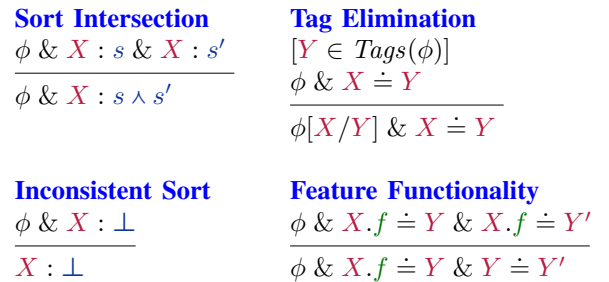 Sort Intersection
ϕ & X : s & X : s′
ϕ & X : s ⋏ s′
Tag Elimination
[Y ∈ Tags(ϕ)]
ϕ & X ≐ Y
ϕ[X/Y] & X ≐ Y
Inconsistent Sort
ϕ & X : ⊥
X : ⊥
Feature Functionality
ϕ & X.f ≐ Y & X.f ≐ Y′
ϕ & X.f ≐ Y & Y ≐ Y′